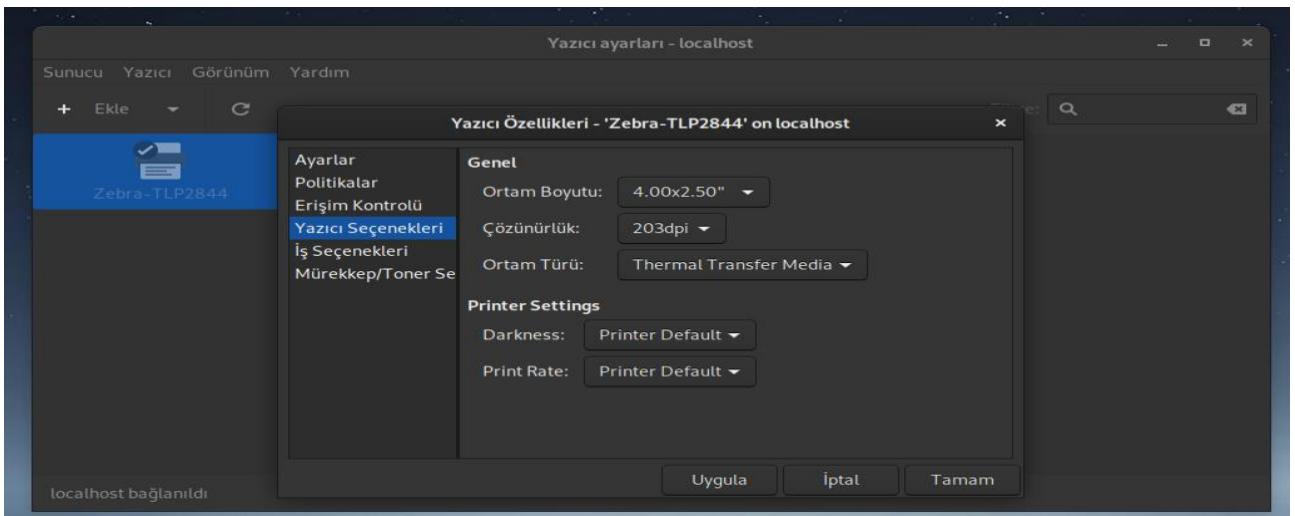 Yazıcı ayarları - localhost
Sunucu Yazıcı Görünüm Yardım
Ekle
Zebra-TLP2844
Yazıcı Özellikleri - 'Zebra-TLP2844' on localhost
Ayarlar
Politikalar
Erişim Kontrolü
Yazıcı Seçenekleri
İş Seçenekleri
Mürekkep/Toner Se
Genel
Ortam Boyutu: 4.00x2.50"
Çözünürlük: 203dpi
Ortam Türü: Thermal Transfer Media
Printer Settings
Darkness: Printer Default
Print Rate: Printer Default
Uygula İptal Tamam
localhost bağlanıldı